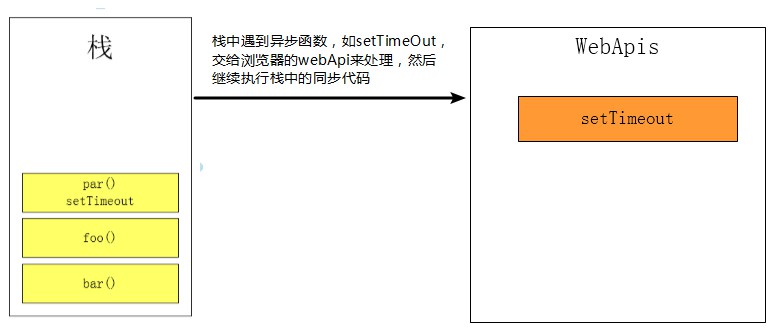 栈
栈中遇到异步函数，如setTimeOut，
交给浏览器的webApi来处理，然后
继续执行栈中的同步代码
WebApis
setTimeout
par()
setTimeout
foo()
bar()